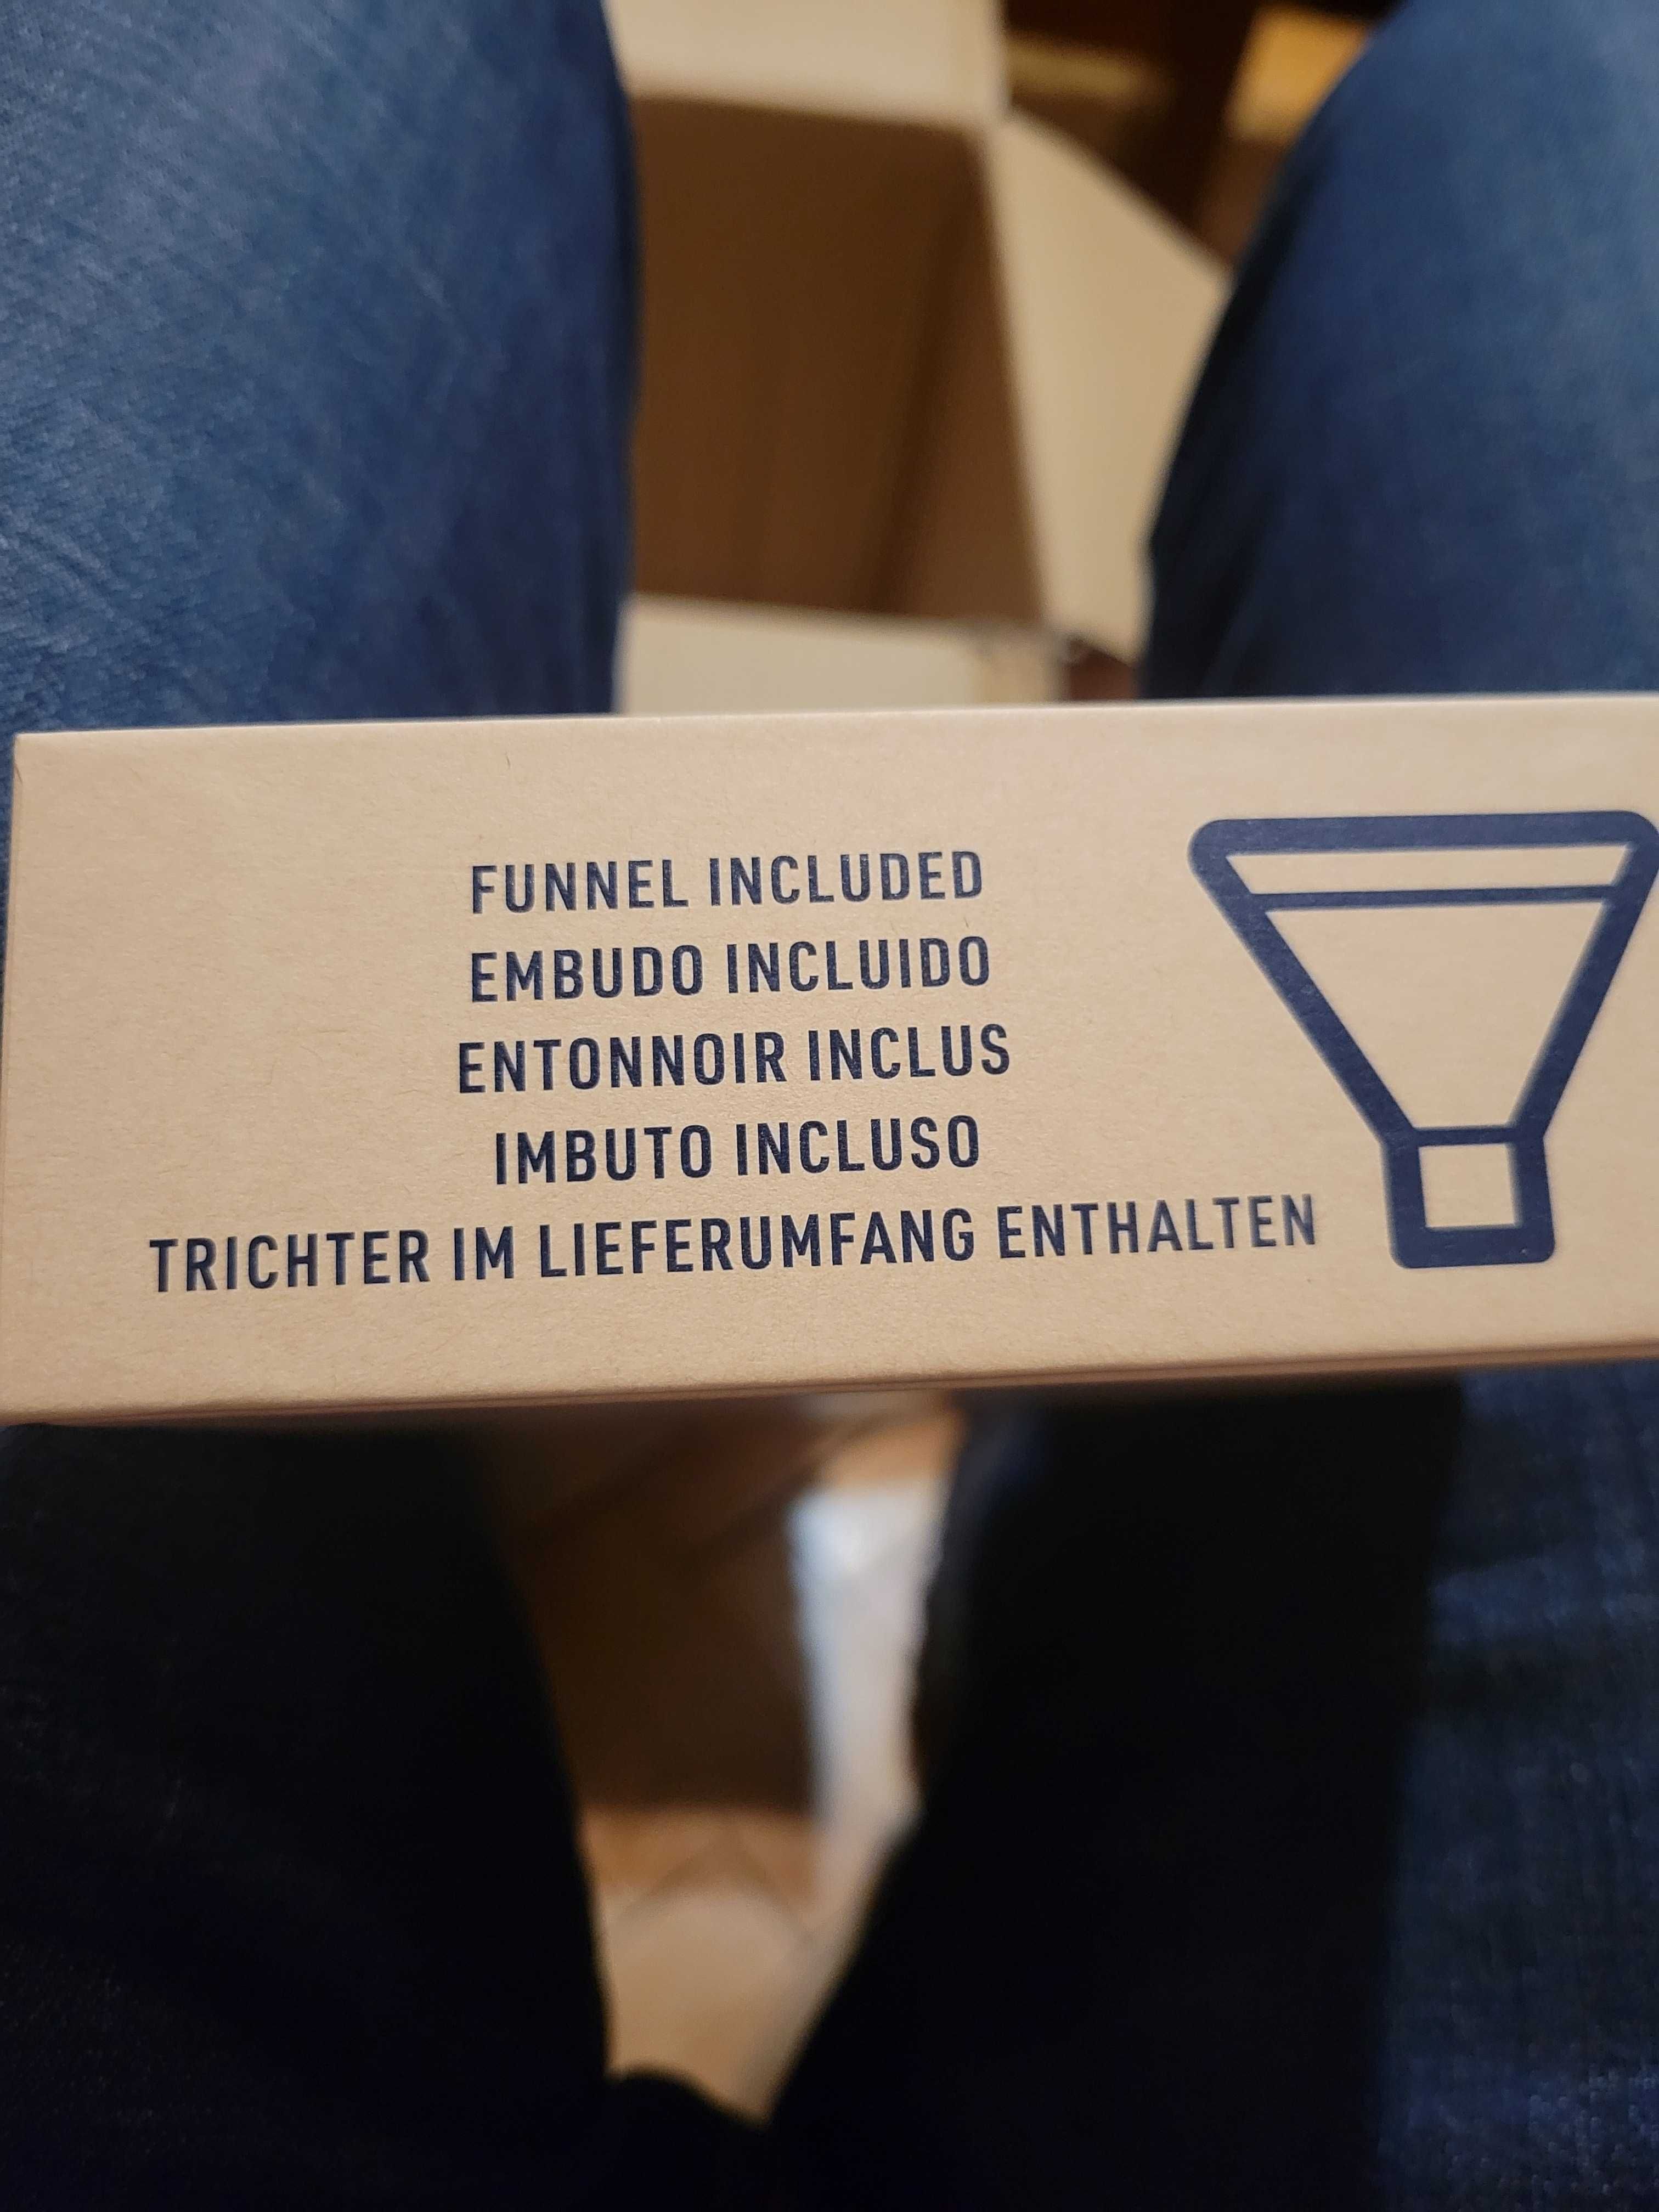 FUNNEL INCLUDED
EMBUDO INCLUIDO
ENTONNOIR INCLUS
IMBUTO INCLUSO
TRICHTER IM LIEFERUMFANG ENTHALTEN